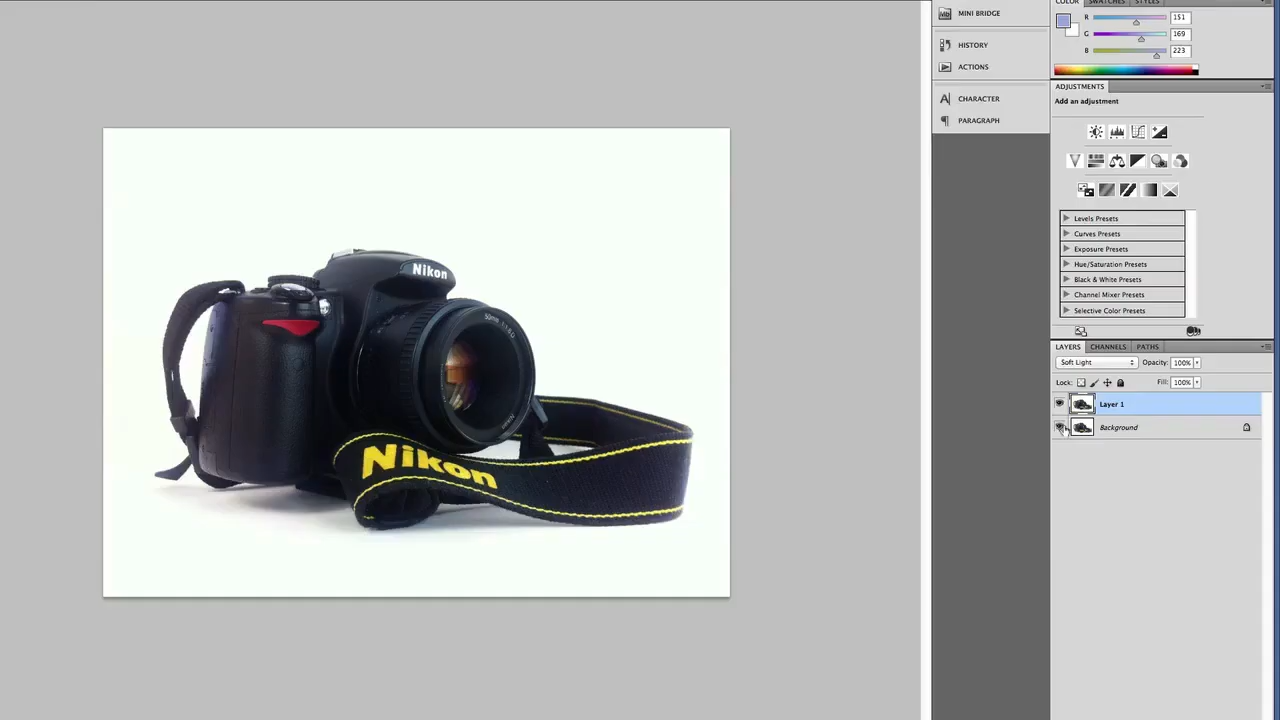 MINI BRIDGE
HISTORY
ACTIONS
A| CHARACTER
¶ PARAGRAPH
COLOR SWATCHES STYLES
R 151
G 169
B 223
ADJUSTMENTS
Add an adjustment
Levels Presets
Curves Presets
Exposure Presets
Hue/Saturation Presets
Black & White Presets
Channel Mixer Presets
Selective Color Presets
LAYERS CHANNELS PATHS
Soft Light Opacity: 100%
Lock: Fill: 100%
Layer 1
Background
Nikon
50mm
Nikon